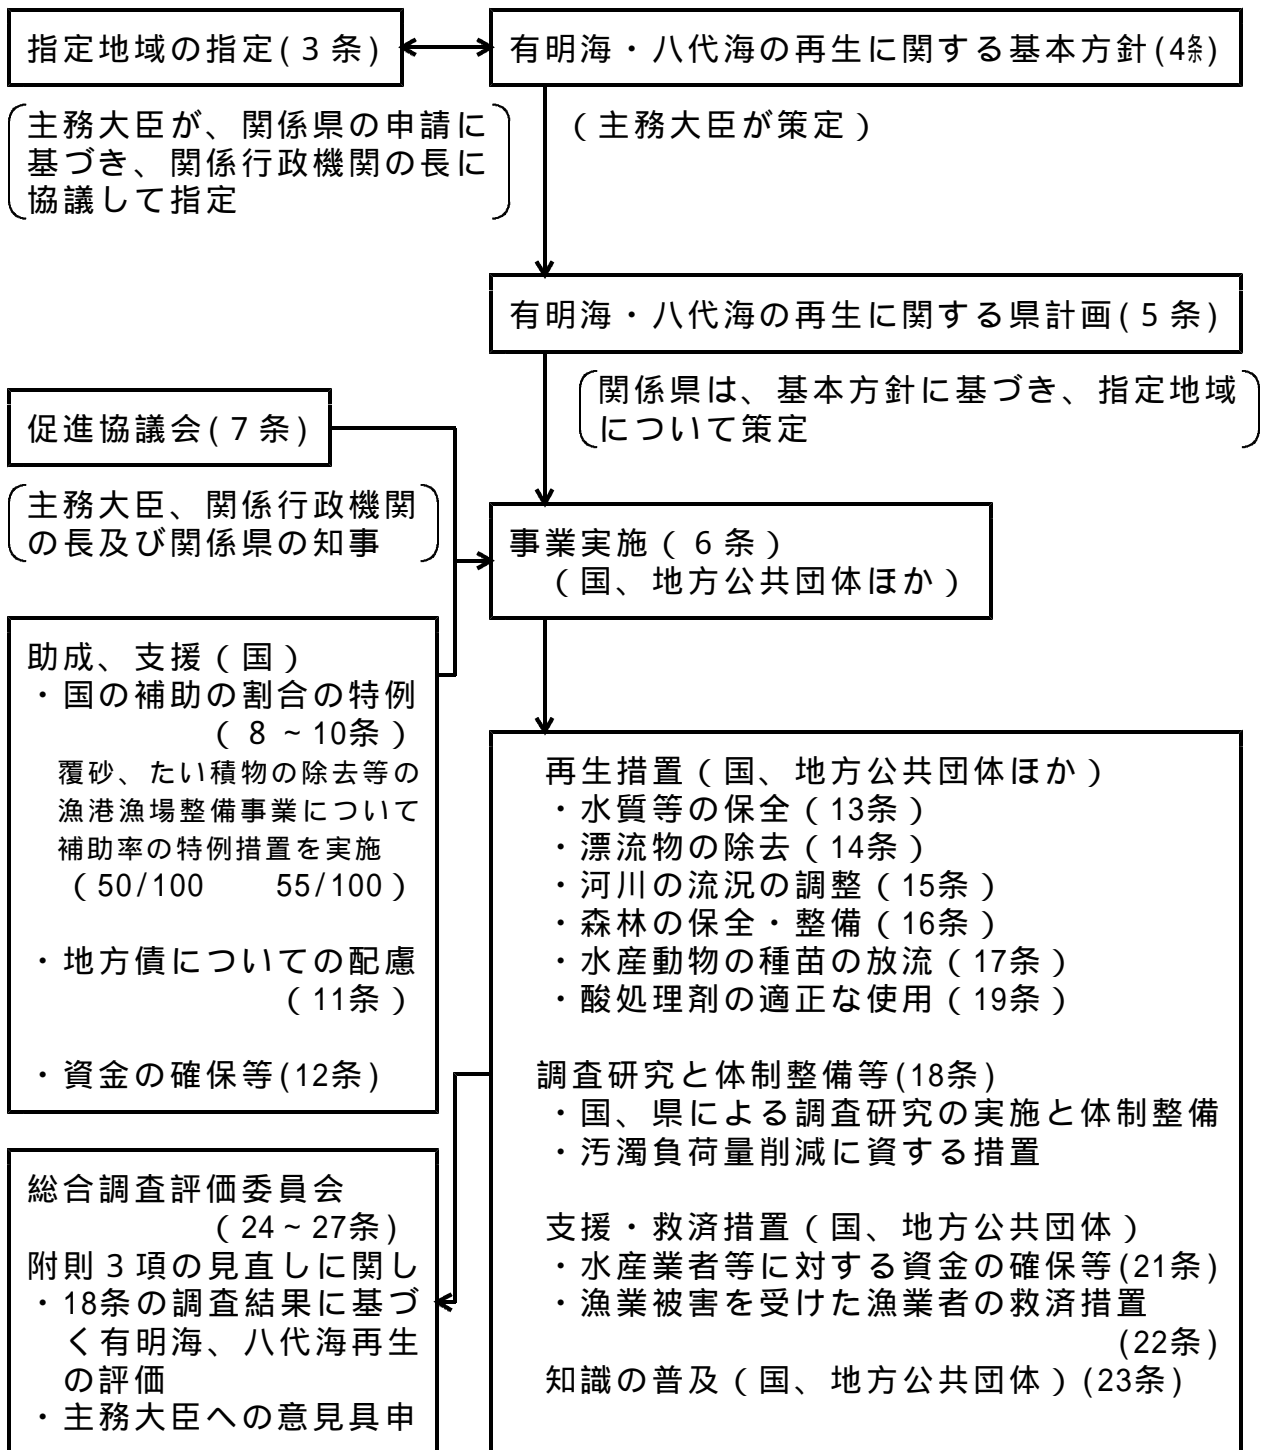 指定地域の指定(３条)
有明海・八代海の再生に関する基本方針(4条)
主務大臣が、関係県の申請に
基づき、関係行政機関の長に
協議して指定
（主務大臣が策定）
有明海・八代海の再生に関する県計画(５条)
関係県は、基本方針に基づき、指定地域
について策定
促進協議会(７条)
主務大臣、関係行政機関
の長及び関係県の知事
事業実施（６条）
（国、地方公共団体ほか）
助成、支援（国）
・国の補助の割合の特例
（８～10条）
覆砂、たい積物の除去等の
漁港漁場整備事業について
補助率の特例措置を実施
（50/100　　55/100）
・地方債についての配慮
（11条）
・資金の確保等(12条)
再生措置（国、地方公共団体ほか）
・水質等の保全（13条）
・漂流物の除去（14条）
・河川の流況の調整（15条）
・森林の保全・整備（16条）
・水産動物の種苗の放流（17条）
・酸処理剤の適正な使用（19条）
調査研究と体制整備等(18条)
・国、県による調査研究の実施と体制整備
・汚濁負荷量削減に資する措置
支援・救済措置（国、地方公共団体）
・水産業者等に対する資金の確保等(21条)
・漁業被害を受けた漁業者の救済措置
(22条)
知識の普及（国、地方公共団体）(23条)
総合調査評価委員会
（24～27条)
附則３項の見直しに関し
・18条の調査結果に基づ
く有明海、八代海再生
の評価
・主務大臣への意見具申